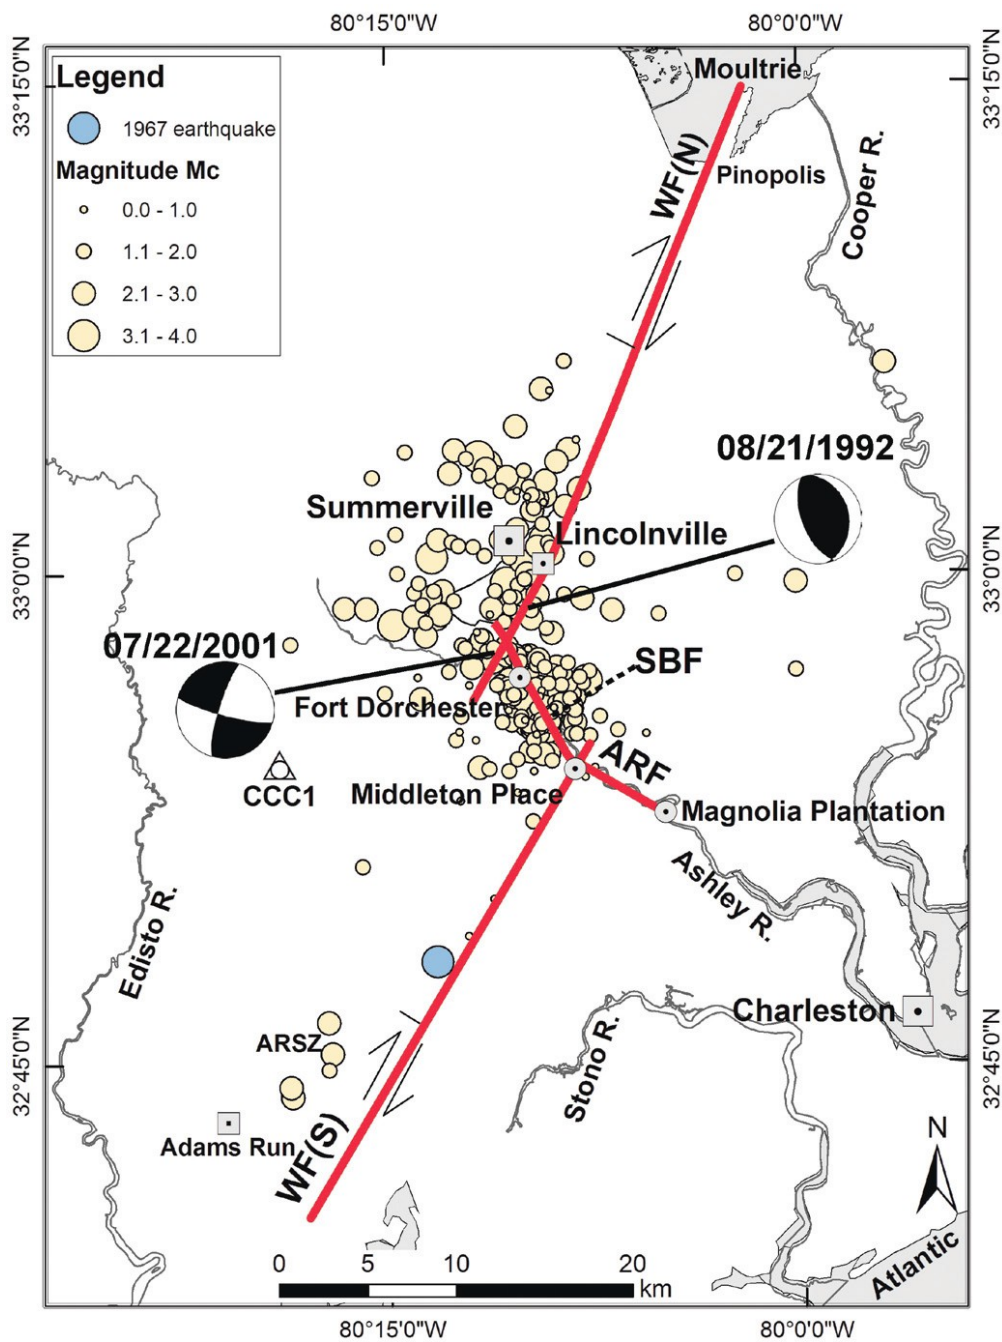 80°15'0"W
80°0'0"W
33°15'0"N
33°15'0"N
Legend
1967 earthquake
Magnitude Mc
0.0 - 1.0
1.1 - 2.0
2.1 - 3.0
3.1 - 4.0
Moultrie
WF(N)
Pinopolis
Cooper R.
08/21/1992
Summerville
Lincolnville
33°0'0"N
33°0'0"N
07/22/2001
SBF
Fort Dorchester
ARF
CCC1
Middleton Place
Magnolia Plantation
Ashley R.
Edisto R.
Charleston
ARSZ
Stono R.
32°45'0"N
32°45'0"N
Adams Run
WF(S)
N
Atlantic
0
5
10
20
km
80°15'0"W
80°0'0"W